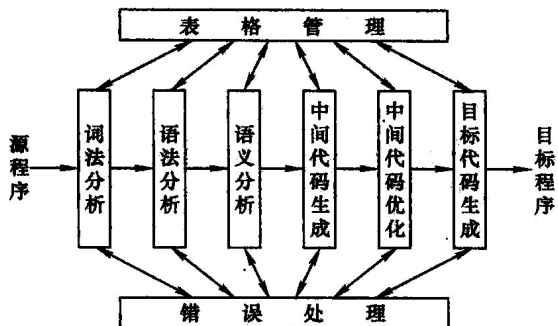 表格管理
源程序
词法分析
语法分析
语义分析
中间代码生成
中间代码优化
目标代码生成
目标程序
错误处理